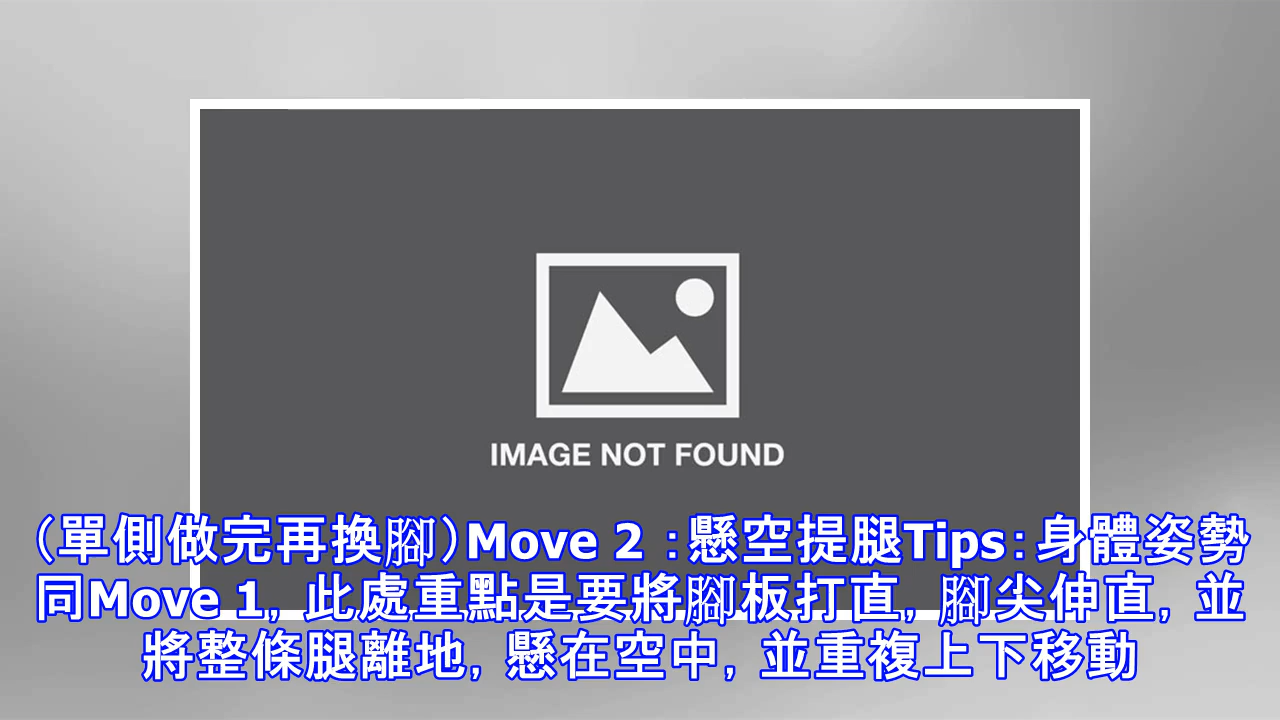 IMAGE NOT FOUND
(單側做完再換腳)Move 2 :懸空提腿Tips:身體姿勢
同Move 1, 此處重點是要將腳板打直, 腳尖伸直, 並
將整條腿離地, 懸在空中, 並重複上下移動